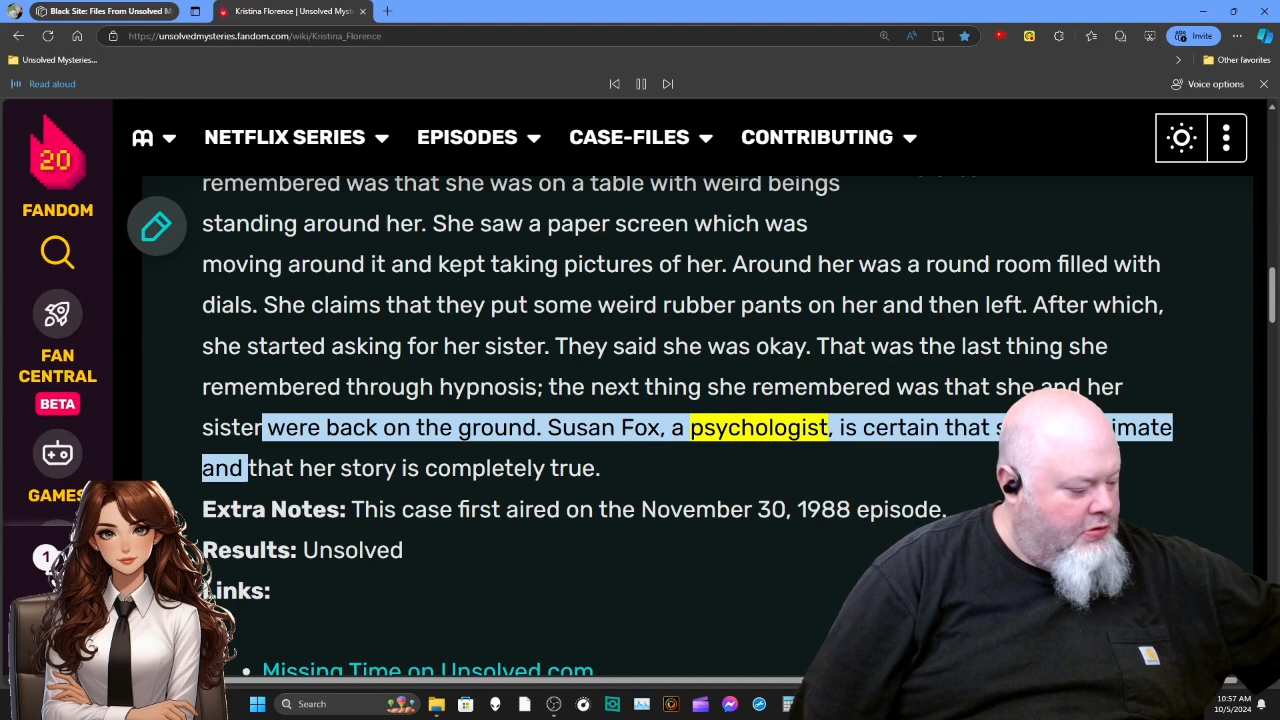 Black Site: Files From Unsolved M
Kristina Florence | Unsolved Myst
https://unsolvedmysteries.fandom.com/wiki/Kristina_Florence
Invite
Unsolved Mysteries...
Other favorites
Read aloud
Voice options
20
FANDOM
FAN
CENTRAL
BETA
GAMES
1
NETFLIX SERIES
EPISODES
CASE-FILES
CONTRIBUTING
remembered was that she was on a table with weird beings
standing around her. She saw a paper screen which was
moving around it and kept taking pictures of her. Around her was a round room filled with
dials. She claims that they put some weird rubber pants on her and then left. After which,
she started asking for her sister. They said she was okay. That was the last thing she
remembered through hypnosis; the next thing she remembered was that she and her
sister were back on the ground. Susan Fox, a psychologist, is certain that
and that her story is completely true.
Extra Notes: This case first aired on the November 30, 1988 episode.
Results: Unsolved
Links:
Missing Time on Unsolved.com
Search
10:57 AM
10/5/2024